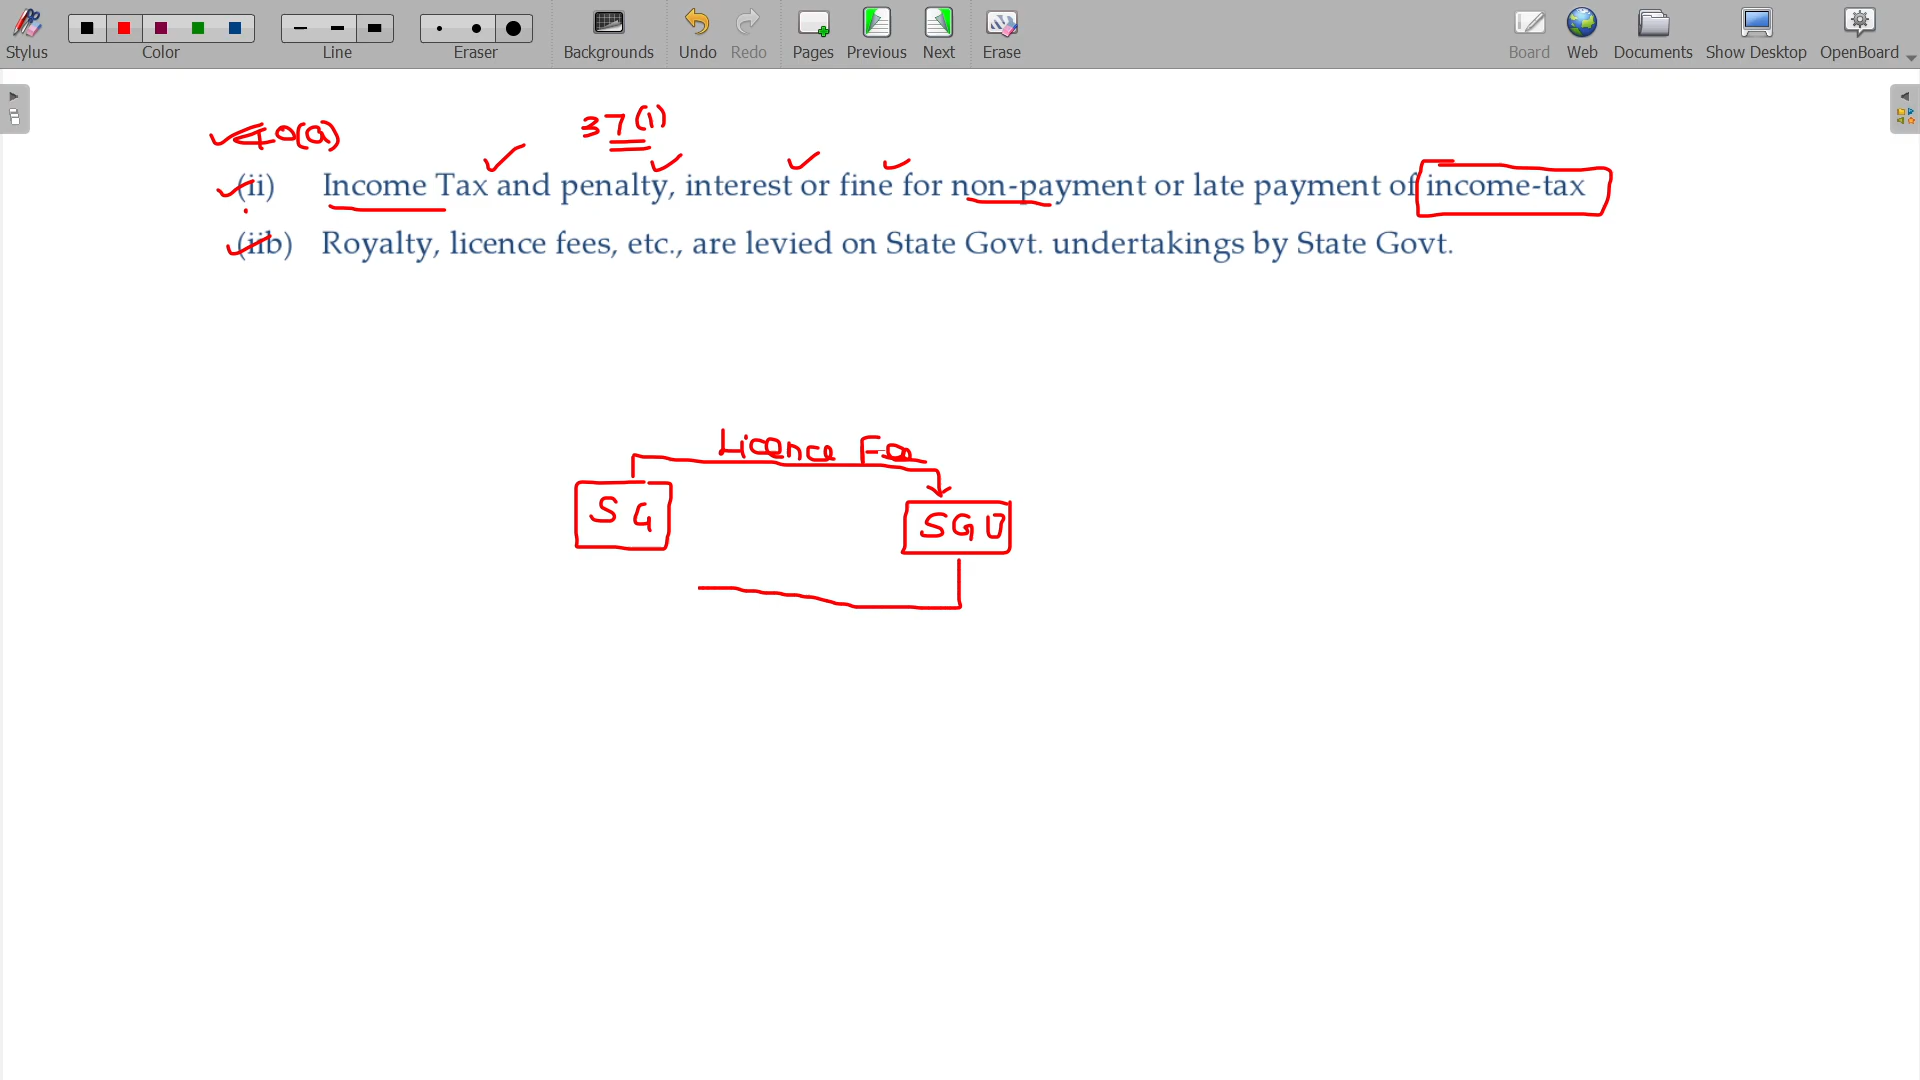 Stylus Color Line Eraser Backgrounds Undo Redo Pages Previous Next Erase Board Web Documents Show Desktop OpenBoard
37(1)
40(a)
(ii) Income Tax and penalty, interest or fine for non-payment or late payment of income-tax
(iib) Royalty, licence fees, etc., are levied on State Govt. undertakings by State Govt.
Licence Fee
SG SGU